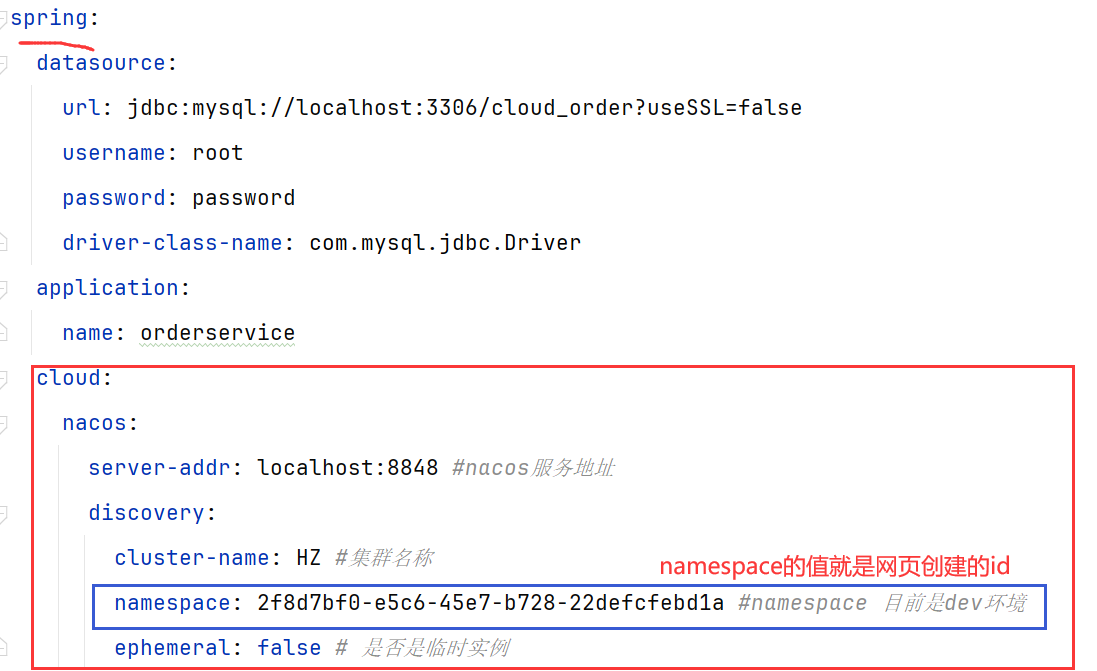 spring:
datasource:
url: jdbc:mysql://localhost:3306/cloud_order?useSSL=false
username: root
password: password
driver-class-name: com.mysql.jdbc.Driver
application:
name: orderservice
cloud:
nacos:
server-addr: localhost:8848 #nacos服务地址
discovery:
cluster-name: HZ #集群名称
namespace的值就是网页创建的id
namespace: 2f8d7bf0-e5c6-45e7-b728-22defcfebd1a #namespace 目前是dev环境
ephemeral: false # 是否是临时实例